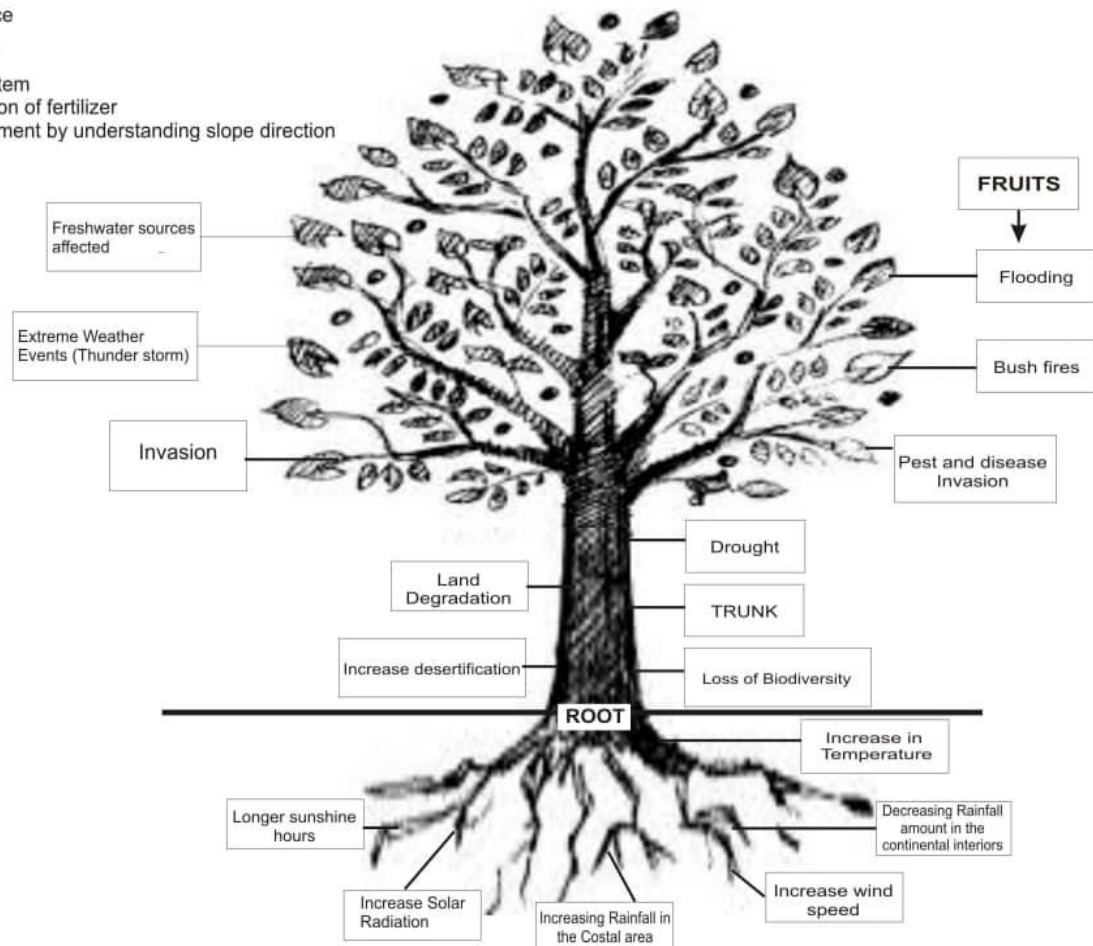 tem
on of fertilizer
ment by understanding slope direction
FRUITS
Freshwater sources
affected
Flooding
Extreme Weather
Events (Thunder storm)
Bush fires
Invasion
Pest and disease
Invasion
Drought
Land
Degradation
TRUNK
Increase desertification
Loss of Biodiversity
ROOT
Increase in
Temperature
Longer sunshine
hours
Decreasing Rainfall
amount in the
continental interiors
Increase Solar
Radiation
Increasing Rainfall in
the Costal area
Increase wind
speed